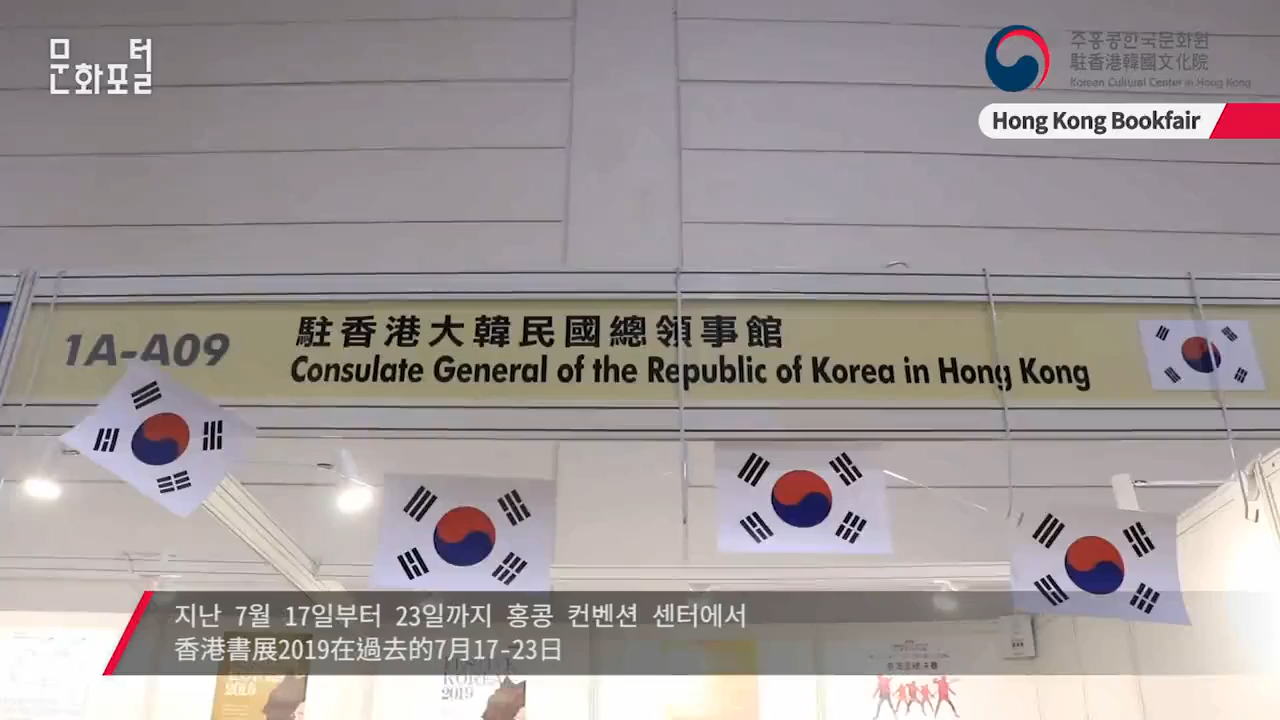 문화포털
주홍콩한국문화원
駐香港韓國文化院
Korean Cultural Center in Hong Kong
Hong Kong Bookfair
1A-A09
駐香港大韓民國總領事館
Consulate General of the Republic of Korea in Hong Kong
지난 7월 17일부터 23일까지 홍콩 컨벤션 센터에서
香港書展2019在過去的7月17-23日
KOREA
2019
2019